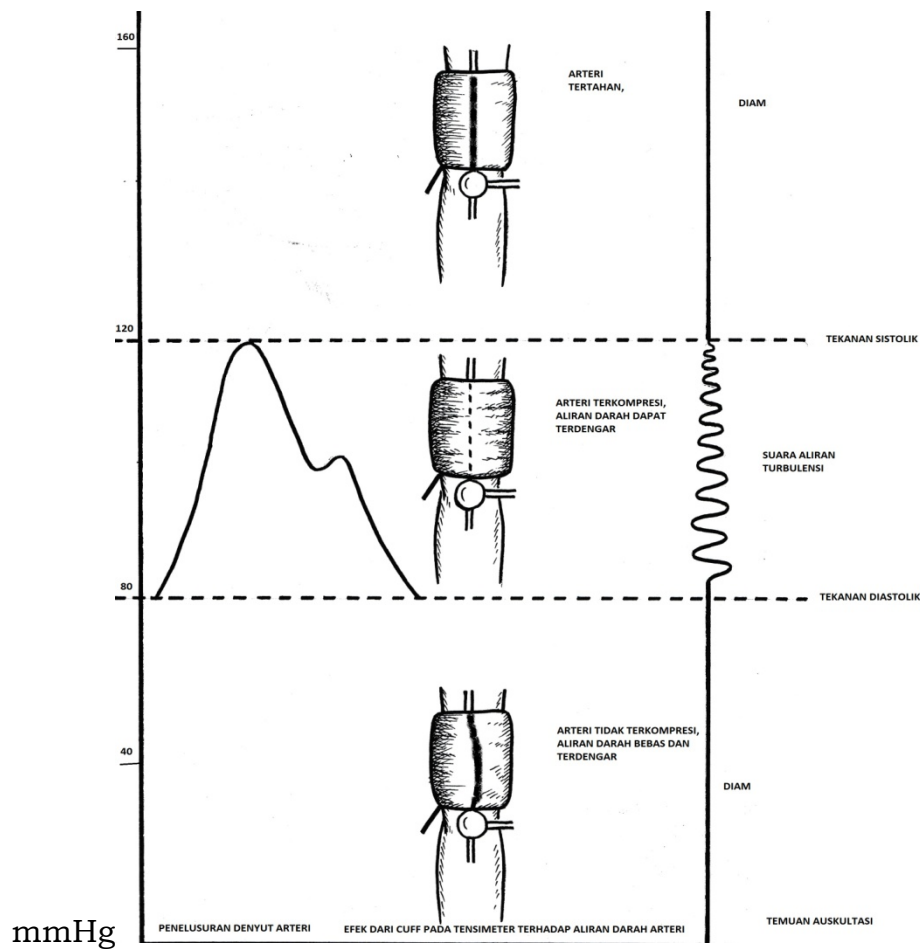 160
ARTERI
TERTAHAN,
DIAM
120
TEKANAN SISTOLIK
ARTERI TERKOMPRESI,
ALIRAN DARAH DAPAT
TERDENGAR
SUARA ALIRAN
TURBULENSI
80
TEKANAN DIASTOLIK
ARTERI TIDAK TERKOMPRESI,
ALIRAN DARAH BEBAS DAN
TERDENGAR
40
DIAM
mmHg
PENELUSURAN DENYUT ARTERI
EFEK DARI CUFF PADA TENSIMETER TERHADAP ALIRAN DARAH ARTERI
TEMUAN AUSKULTASI